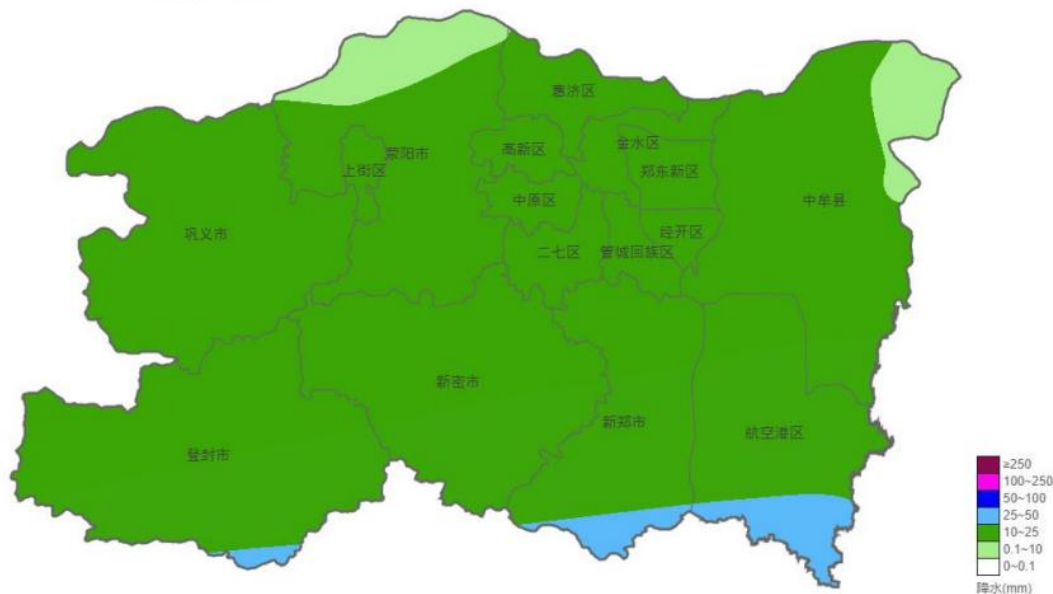 惠济区
金水区
高新区
荥阳市
上街区
郑东新区
中原区
中牟县
巩义市
经开区
二七区
管城回族区
新密市
新郑市
航空港区
登封市
≥250
100~250
50~100
25~50
10~25
0.1~10
0~0.1
降水(mm)